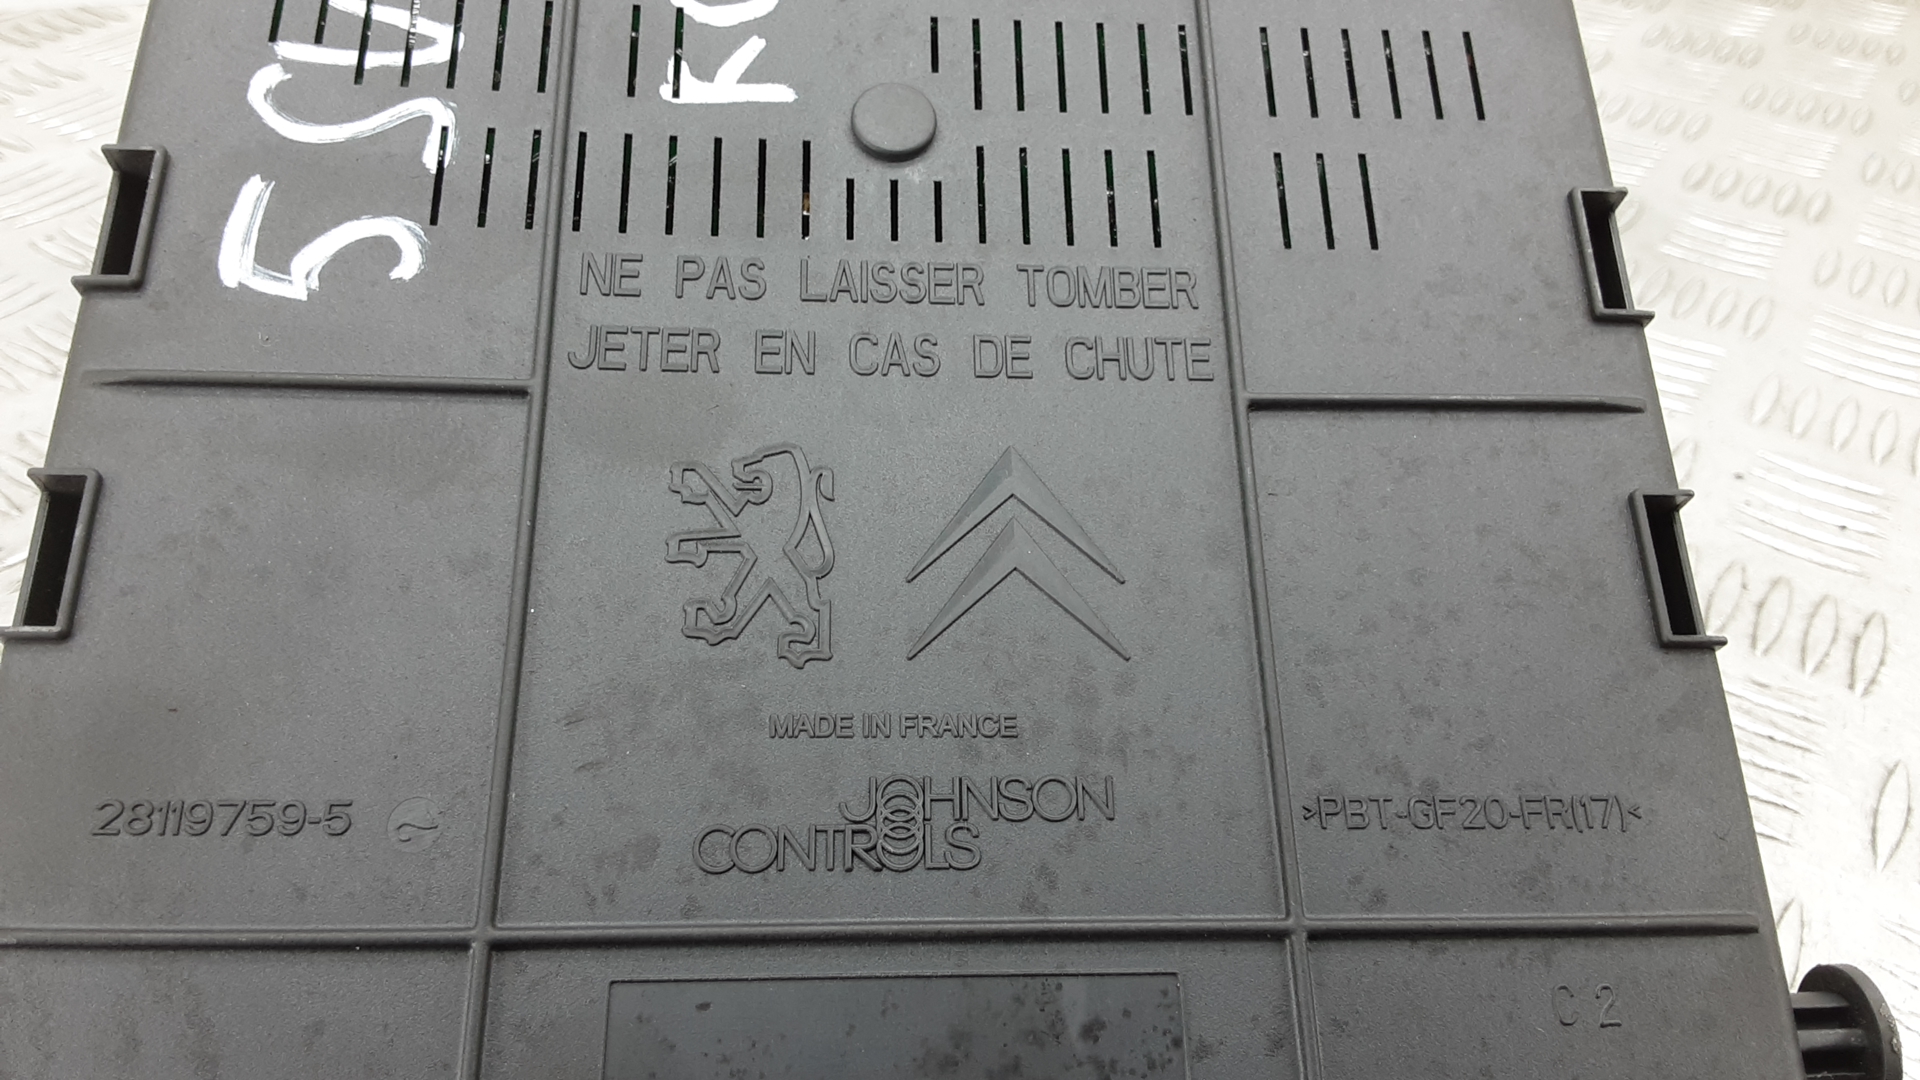 NE PAS LAISSER TOMBER
JETER EN CAS DE CHUTE
MADE IN FRANCE
JOHNSON
CONTROLS
28119759-5
>PBT-GF20-FR(17)<
C 2